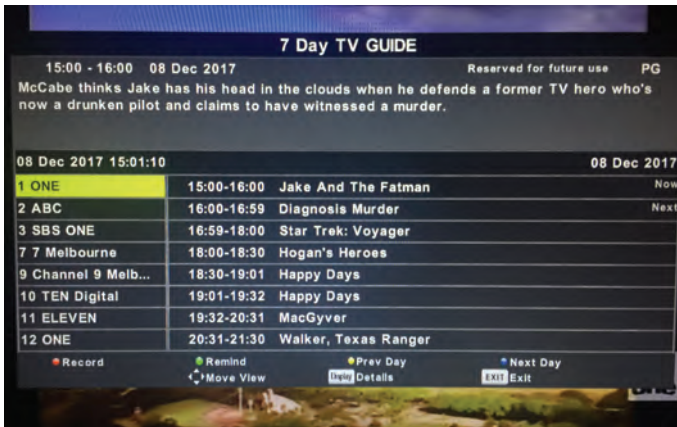 7 Day TV GUIDE
15:00 - 16:00 08 Dec 2017 Reserved for future use PG
McCabe thinks Jake has his head in the clouds when he defends a former TV hero who's
now a drunken pilot and claims to have witnessed a murder.
08 Dec 2017 15:01:10 08 Dec 2017
1 ONE 15:00-16:00 Jake And The Fatman Now
2 ABC 16:00-16:59 Diagnosis Murder Next
3 SBS ONE 16:59-18:00 Star Trek: Voyager
7 7 Melbourne 18:00-18:30 Hogan's Heroes
9 Channel 9 Melb... 18:30-19:01 Happy Days
10 TEN Digital 19:01-19:32 Happy Days
11 ELEVEN 19:32-20:31 MacGyver
12 ONE 20:31-21:30 Walker, Texas Ranger
Record Remind Prev Day Next Day
Move View Display Details EXIT Exit
one